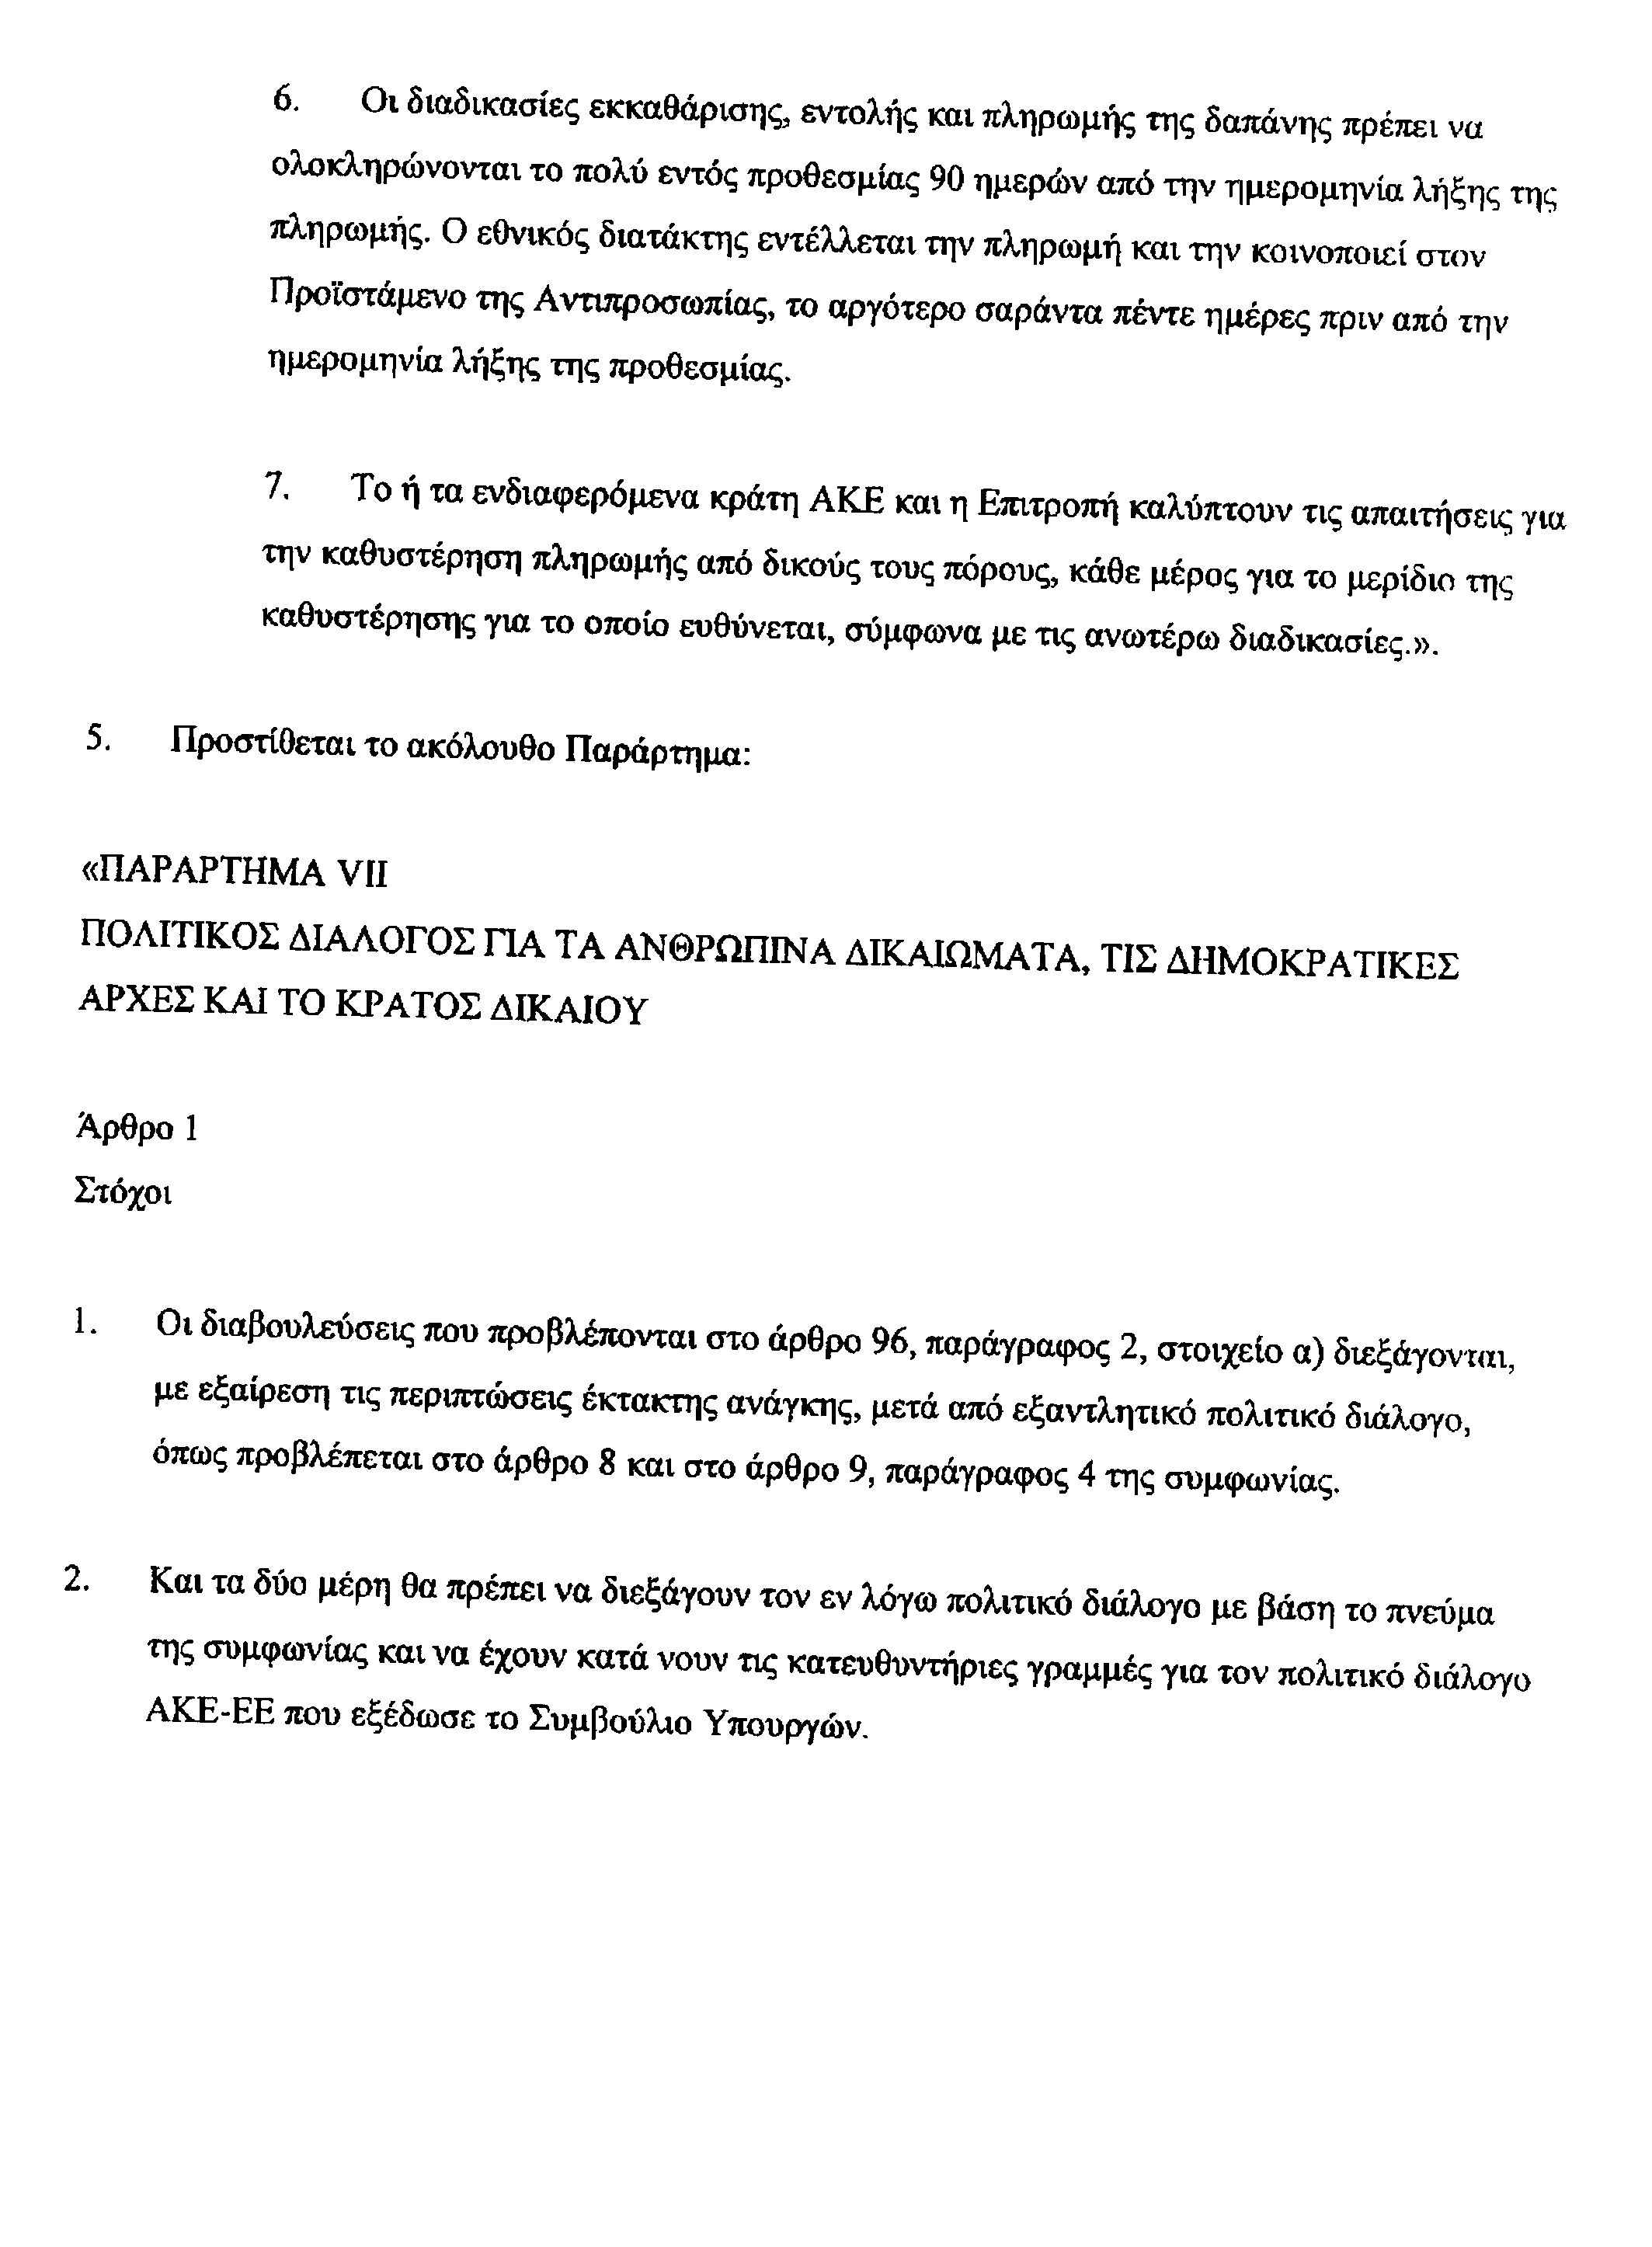 6. Οι διαδικασίες εκκαθάρισης, εντολής και πληρωμής της δαπάνης πρέπει να
ολοκληρώνονται το πολύ εντός προθεσμίας 90 ημερών από την ημερομηνία λήξης της
πληρωμής. Ο εθνικός διατάκτης εντέλλεται την πληρωμή και την κοινοποιεί στον
Προϊστάμενο της Αντιπροσωπίας, το αργότερο σαράντα πέντε ημέρες πριν από την
ημερομηνία λήξης της προθεσμίας.
7. Το ή τα ενδιαφερόμενα κράτη ΑΚΕ και η Επιτροπή καλύπτουν τις απαιτήσεις για
την καθυστέρηση πληρωμής από δικούς τους πόρους, κάθε μέρος για το μερίδιο της
καθυστέρησης για το οποίο ευθύνεται, σύμφωνα με τις ανωτέρω διαδικασίες.».
5. Προστίθεται το ακόλουθο Παράρτημα:
«ΠΑΡΑΡΤΗΜΑ VII
ΠΟΛΙΤΙΚΟΣ ΔΙΑΛΟΓΟΣ ΓΙΑ ΤΑ ΑΝΘΡΩΠΙΝΑ ΔΙΚΑΙΩΜΑΤΑ, ΤΙΣ ΔΗΜΟΚΡΑΤΙΚΕΣ
ΑΡΧΕΣ ΚΑΙ ΤΟ ΚΡΑΤΟΣ ΔΙΚΑΙΟΥ
Άρθρο 1
Στόχοι
1. Οι διαβουλεύσεις που προβλέπονται στο άρθρο 96, παράγραφος 2, στοιχείο α) διεξάγονται,
με εξαίρεση τις περιπτώσεις έκτακτης ανάγκης, μετά από εξαντλητικό πολιτικό διάλογο,
όπως προβλέπεται στο άρθρο 8 και στο άρθρο 9, παράγραφος 4 της συμφωνίας.
2. Και τα δύο μέρη θα πρέπει να διεξάγουν τον εν λόγω πολιτικό διάλογο με βάση το πνεύμα
της συμφωνίας και να έχουν κατά νουν τις κατευθυντήριες γραμμές για τον πολιτικό διάλογο
ΑΚΕ-ΕΕ που εξέδωσε το Συμβούλιο Υπουργών.